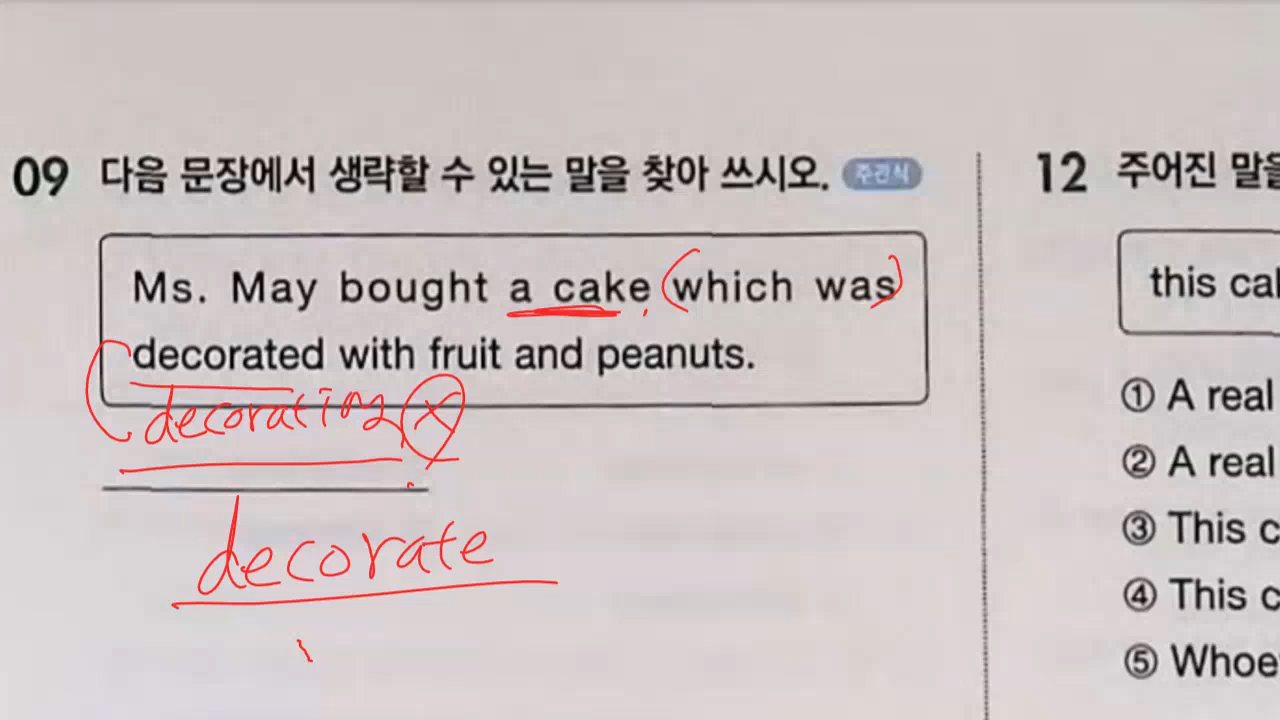 09 다음 문장에서 생략할 수 있는 말을 찾아 쓰시오. 주관식
Ms. May bought a cake (which was)
decorated with fruit and peanuts.
decorating X
decorate
12 주어진 말을
this cal
① A real
② A real
③ This c
④ This c
⑤ Whoe